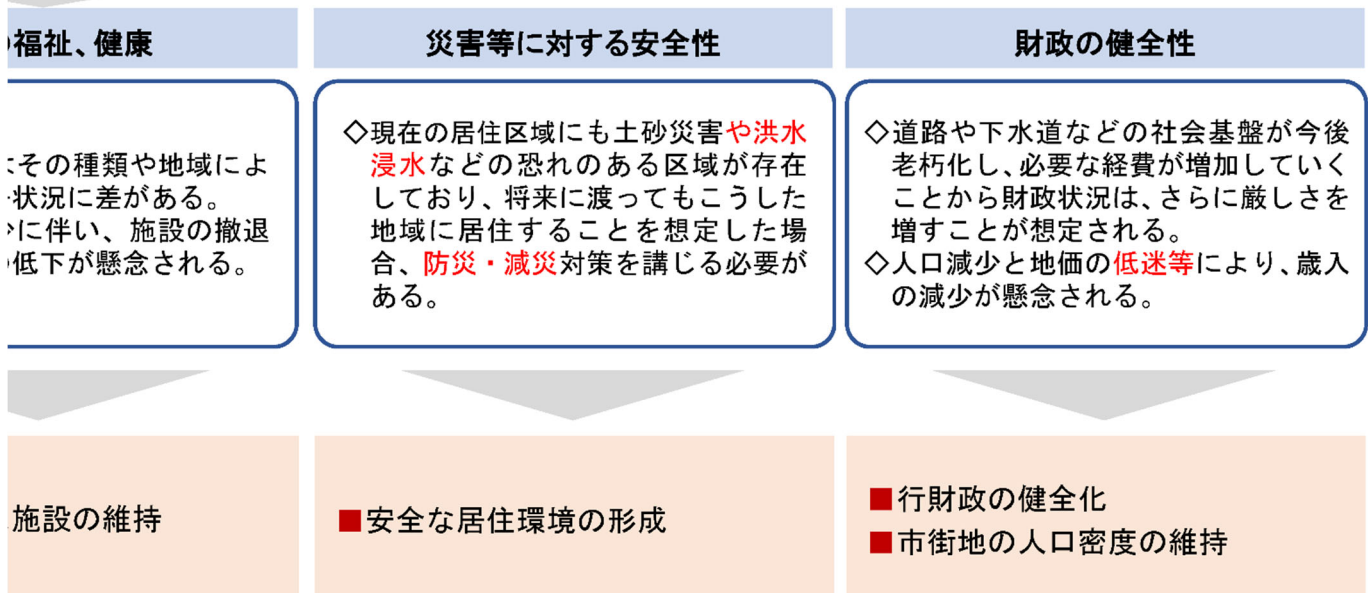 福祉、健康
その種類や地域によ
状況に差がある。
に伴い、施設の撤退
低下が懸念される。
施設の維持
災害等に対する安全性
◇現在の居住区域にも土砂災害や洪水
浸水などの恐れのある区域が存在
しており、将来に渡ってもこうした
地域に居住することを想定した場
合、防災・減災対策を講じる必要が
ある。
■安全な居住環境の形成
財政の健全性
◇道路や下水道などの社会基盤が今後
老朽化し、必要な経費が増加していく
ことから財政状況は、さらに厳しさを
増すことが想定される。
◇人口減少と地価の低迷等により、歳入
の減少が懸念される。
■行財政の健全化
■市街地の人口密度の維持